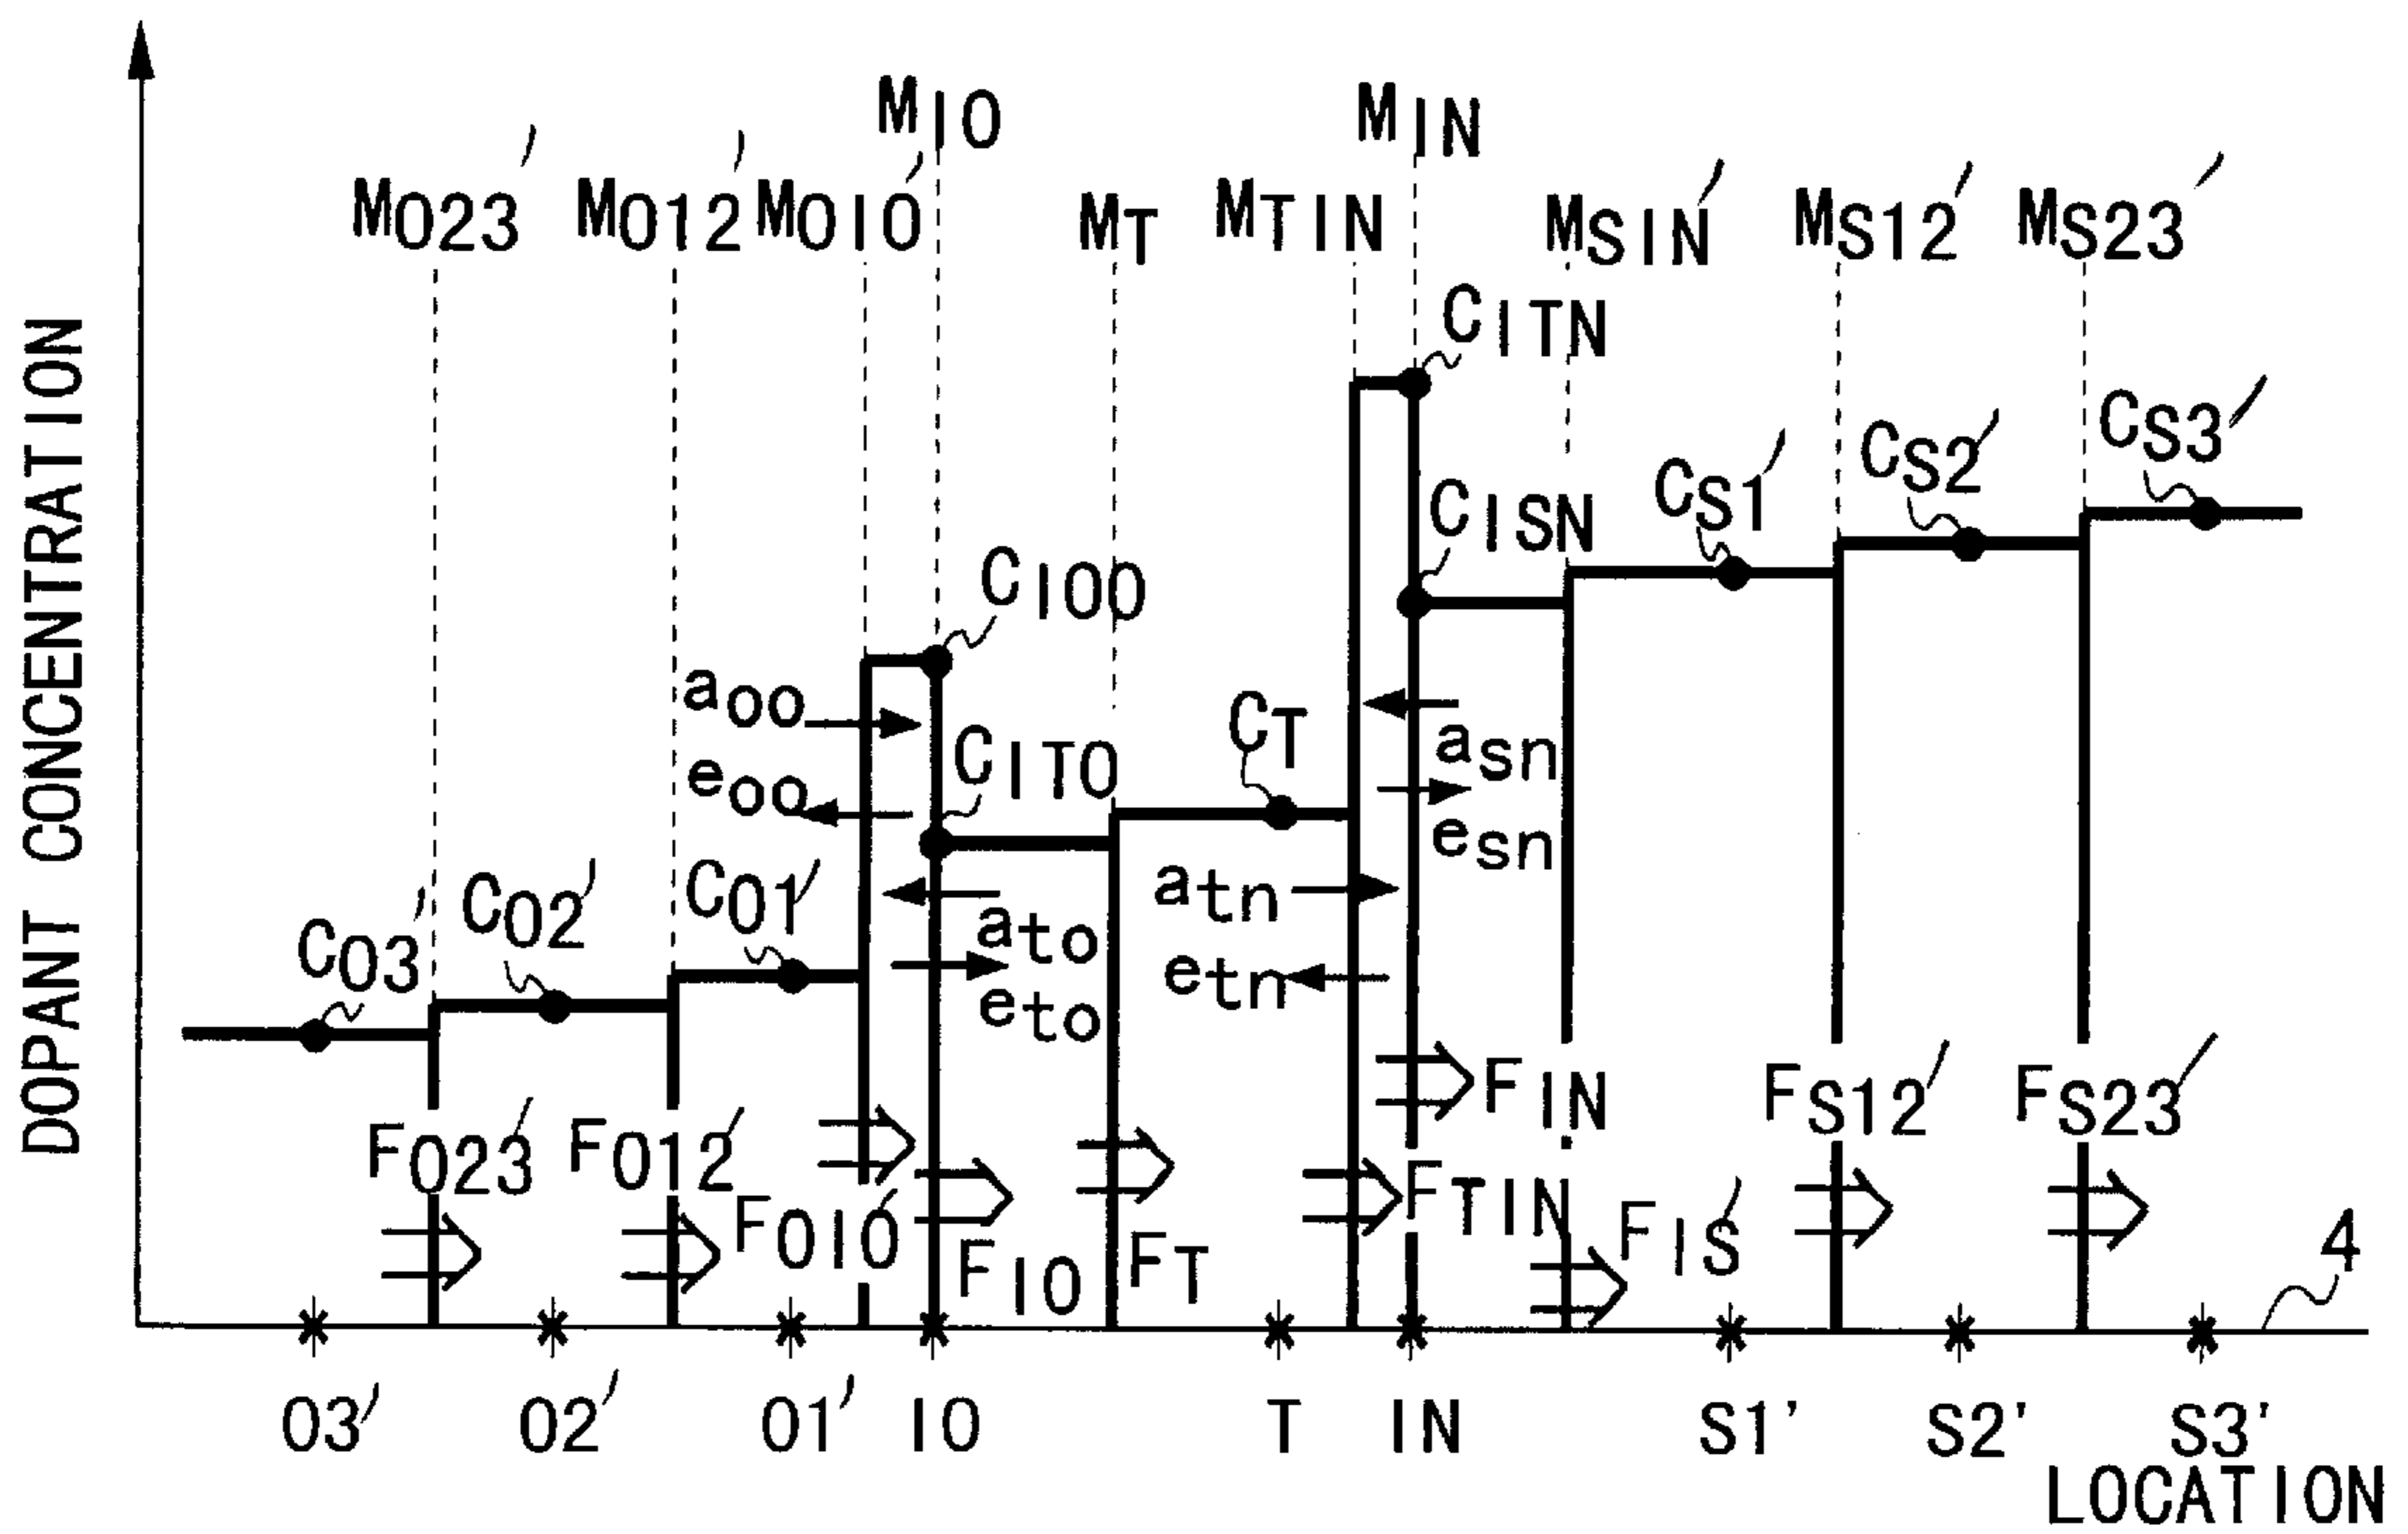 DOPANT CONCENTRATION
MIO
MIN
MO23'
MO12'
MOIO'
MT
MTIN
MSIN'
MS12'
MS23'
CITN
CS3'
CS2'
CS1'
CISN
CIOO
aoo
CT
CITO
asn
eoo
esn
CO1'
CO2'
atn
CO3'
ato
etn
eto
FIN
FS12'
FS23'
FO23'
FO12'
FTIN
FOIO'
FIS'
FIO
FT
4
O3'
O2'
O1'
IO
T
IN
S1'
S2'
S3'
LOCATION